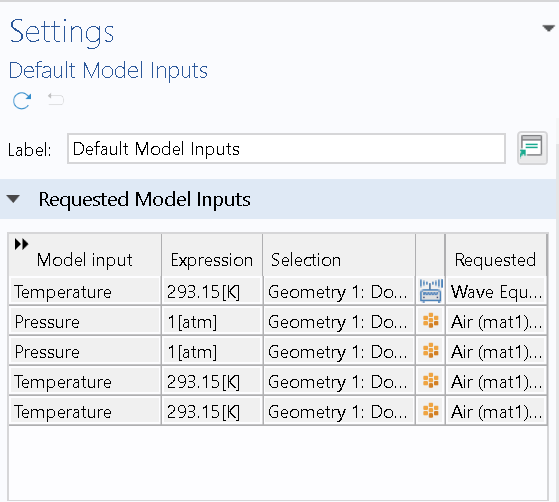 Settings
Default Model Inputs
Label: Default Model Inputs
Requested Model Inputs
Model input Expression Selection Requested
Temperature 293.15[K] Geometry 1: Do... Wave Equ...
Pressure 1[atm] Geometry 1: Do... Air (mat1)...
Pressure 1[atm] Geometry 1: Do... Air (mat1)...
Temperature 293.15[K] Geometry 1: Do... Air (mat1)...
Temperature 293.15[K] Geometry 1: Do... Air (mat1)...